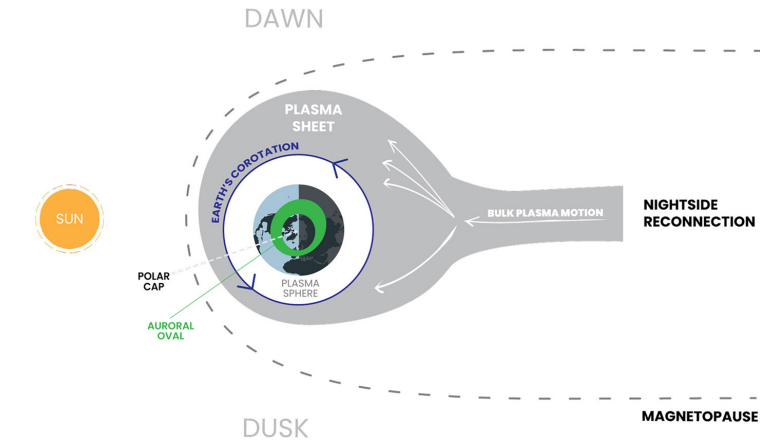 DAWN
PLASMA
SHEET
EARTH'S COROTATION
SUN
BULK PLASMA MOTION
NIGHTSIDE
RECONNECTION
POLAR
CAP
PLASMA
SPHERE
AURORAL
OVAL
MAGNETOPAUSE
DUSK